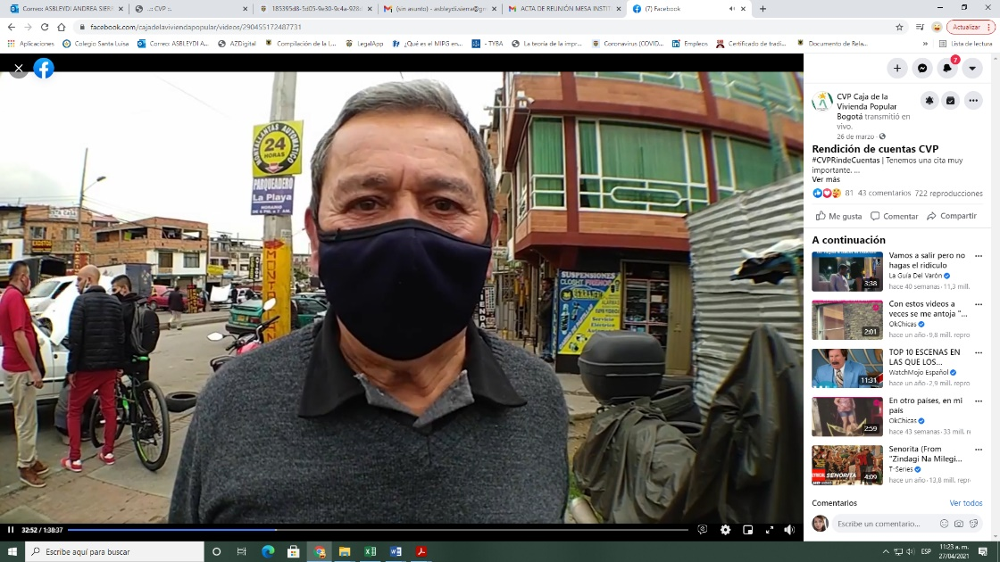 Correo: ASBLEYDI ANDREA SIERR
..:: CVP ::.
185395d8-5d05-9e30-9c4a-928d
(sin asunto) - asbleydi.sierra@gm
ACTA DE REUNIÓN MESA INSTIT
(7) Facebook
facebook.com/cajadelaviviendapopular/videos/290455172487731
Actualizar
Aplicaciones
Colegio Santa Luisa
Correo: ASBLEYDI A...
AZDigital
Compilación de la L...
LegalApp
¿Qué es el MIPG en...
- TYBA
La teoría de la impr...
Coronavirus (COVID...
Empleos
Certificado de tradi...
Documento de Rela...
»
Lista de lectura
7
CVP Caja de la
Vivienda Popular
Bogotá transmitió en
vivo.
26 de marzo ·
Rendición de cuentas CVP
#CVPRindeCuentas | Tenemos una cita muy
importante. ...
Ver más
81 43 comentarios 722 reproducciones
Me gusta Comentar Compartir
A continuación
Vamos a salir pero no
hagas el ridiculo
La Guía Del Varón
hace 40 semanas · 11,3 mill.
3:38
Con estos videos a
veces se me antoja "...
OkChicas
hace un año · 9,8 mill. repro
2:01
TOP 10 ESCENAS EN
LAS QUE LOS...
WatchMojo Español
hace un año · 2,9 mill. repro
11:31
En otro países, en mi
país
OkChicas
hace 43 semanas · 33 mill. r
2:59
Senorita (From
"Zindagi Na Milegi...
T-Series
hace un año · 13,8 mill. repr
SENORITA
4:09
Comentarios Ver todos
Escribe un comentario...
MONTALLANTAS AUTOMATICO
24
HORAS
PARQUEADERO
La Playa
HORARIO
SUSPENSIONES
32:52 / 1:38:37
Escribe aquí para buscar
ESP
11:23 a. m.
27/04/2021